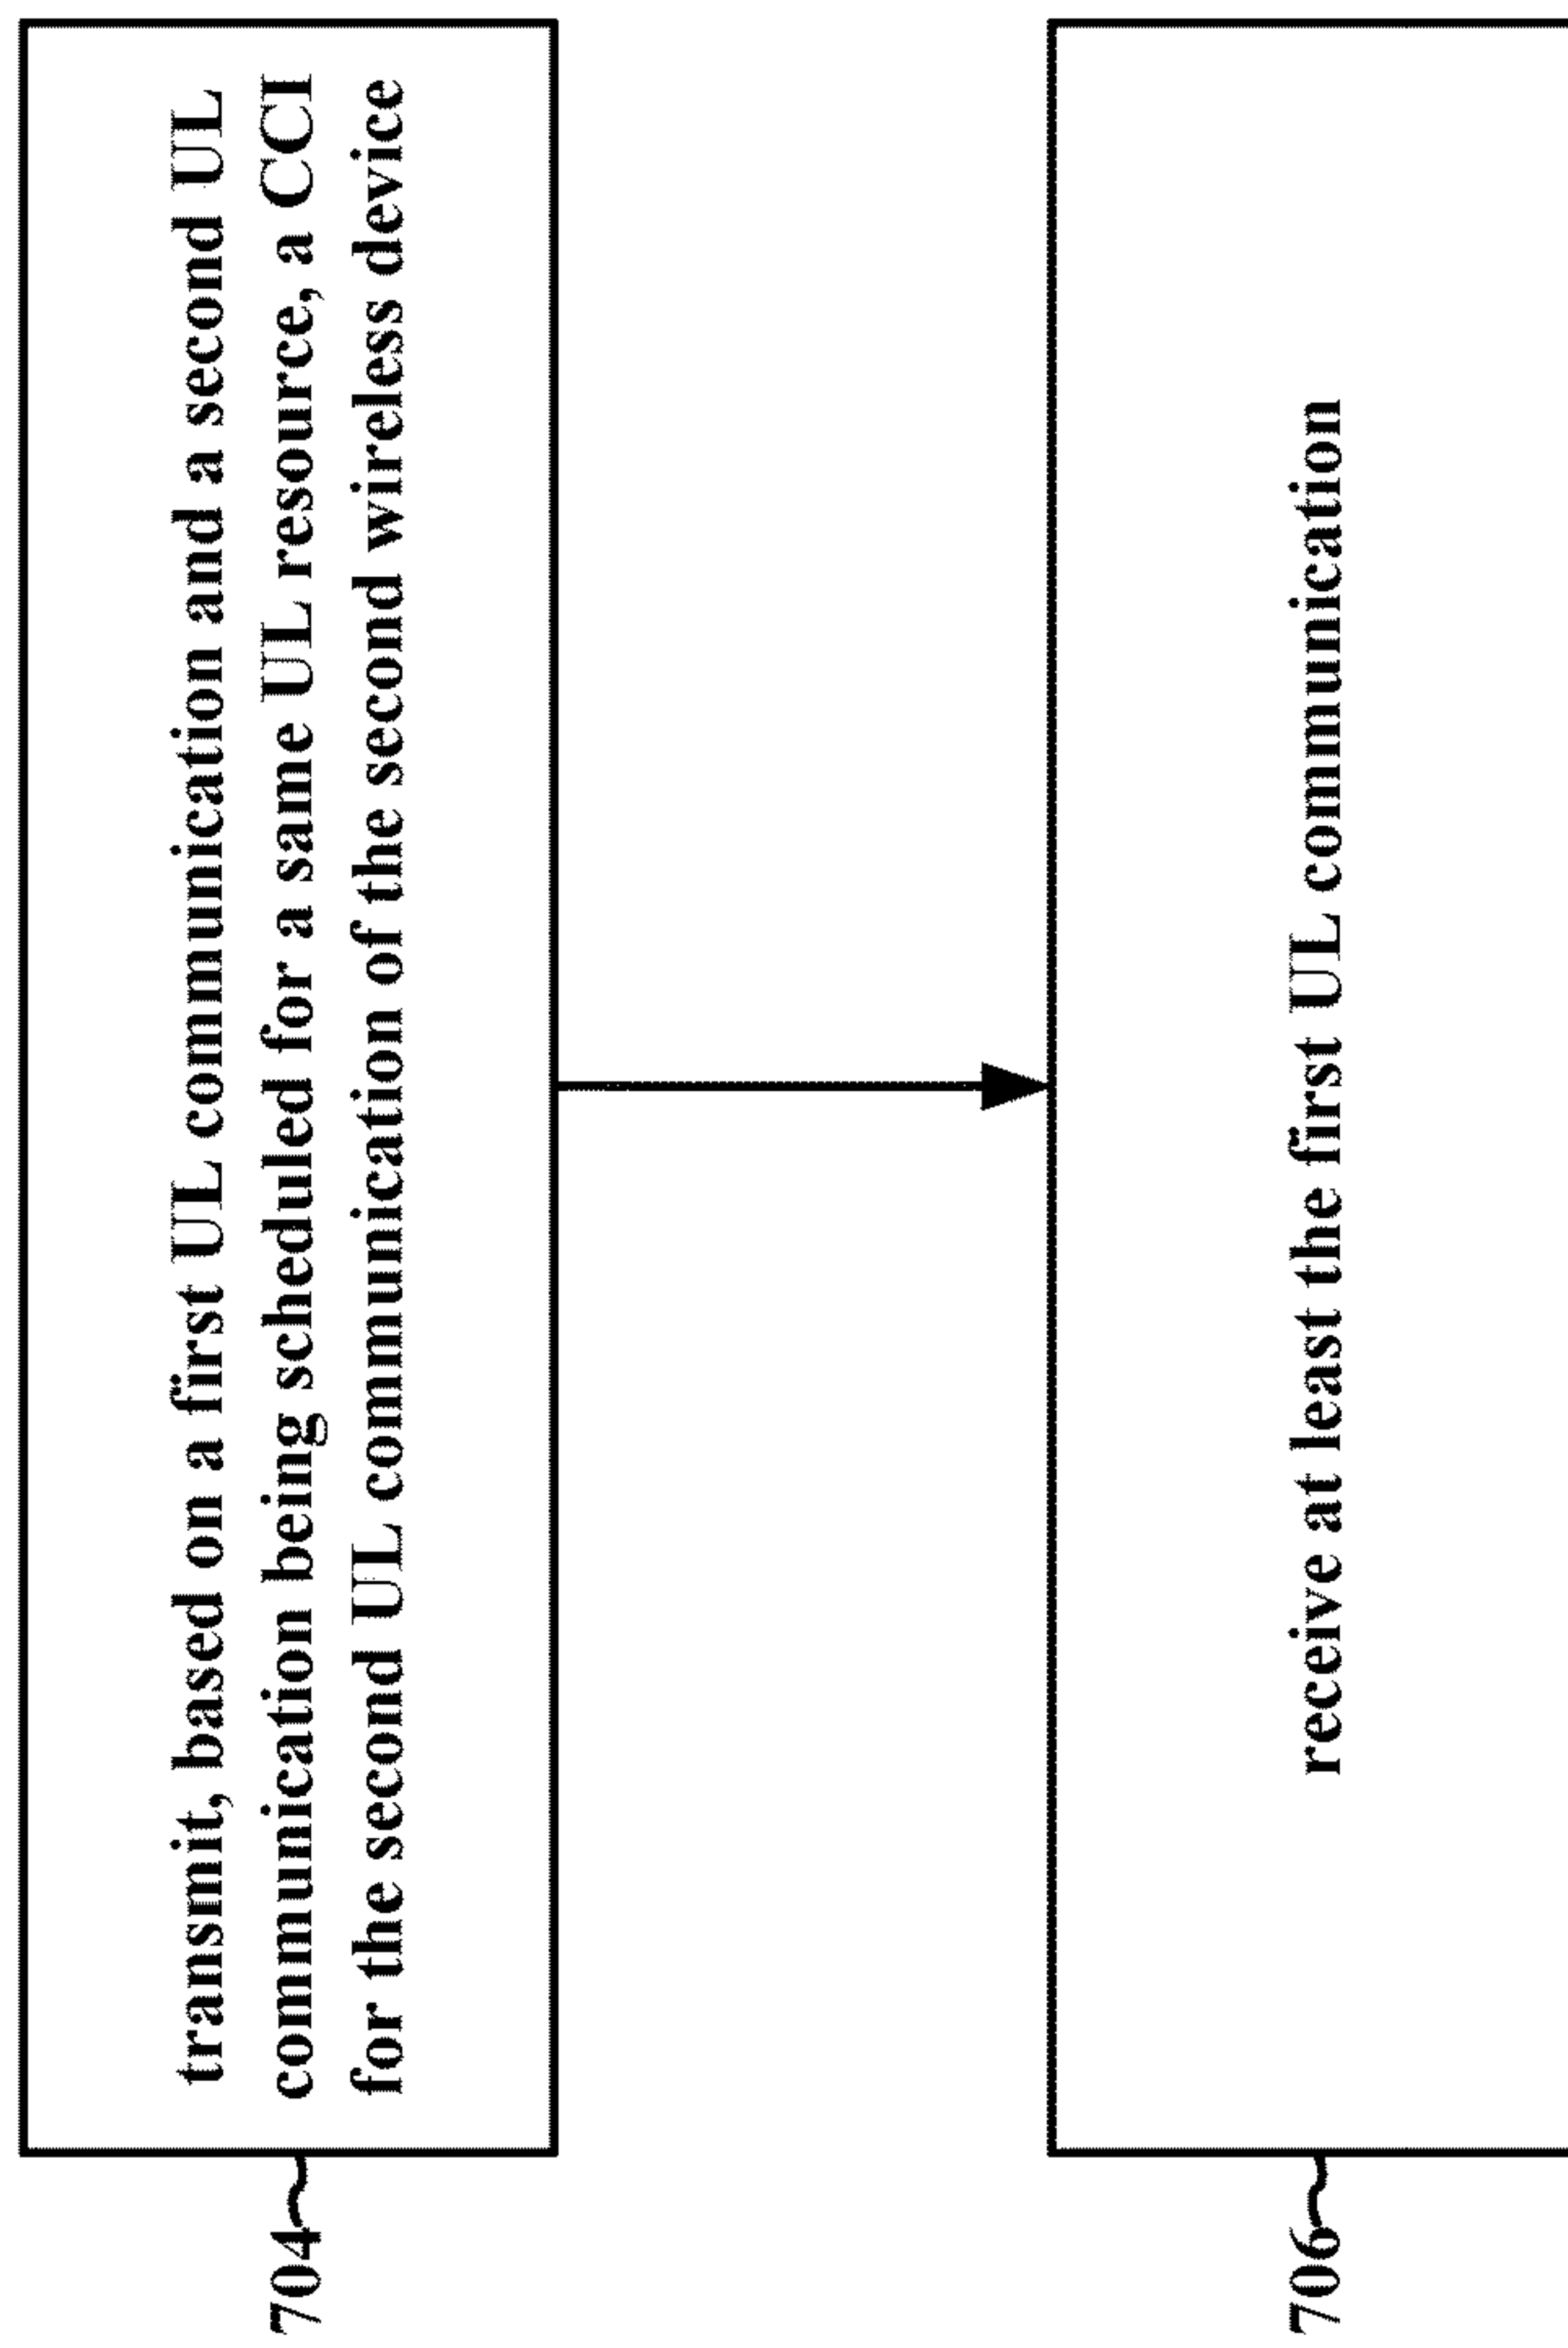 704
transmit, based on a first UL communication and a second UL
communication being scheduled for a same UL resource, a CCI
for the second UL communication of the second wireless device
706
receive at least the first UL communication